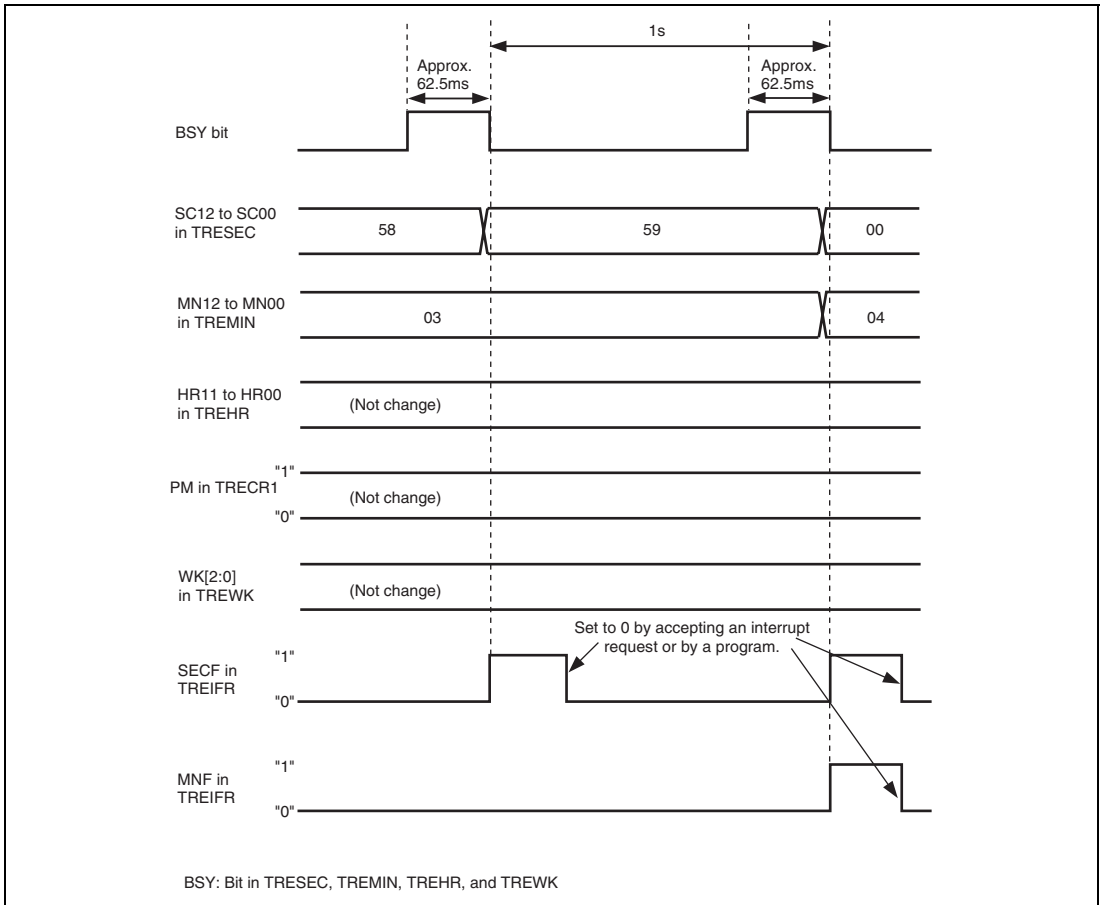 1s
Approx.
62.5ms
Approx.
62.5ms
BSY bit
SC12 to SC00
in TRESEC
58
59
00
MN12 to MN00
in TREMIN
03
04
HR11 to HR00
in TREHR
(Not change)
"1"
PM in TRECR1
(Not change)
"0"
WK[2:0]
in TREWK
(Not change)
Set to 0 by accepting an interrupt
request or by a program.
"1"
SECF in
TREIFR
"0"
"1"
MNF in
TREIFR
"0"
BSY: Bit in TRESEC, TREMIN, TREHR, and TREWK